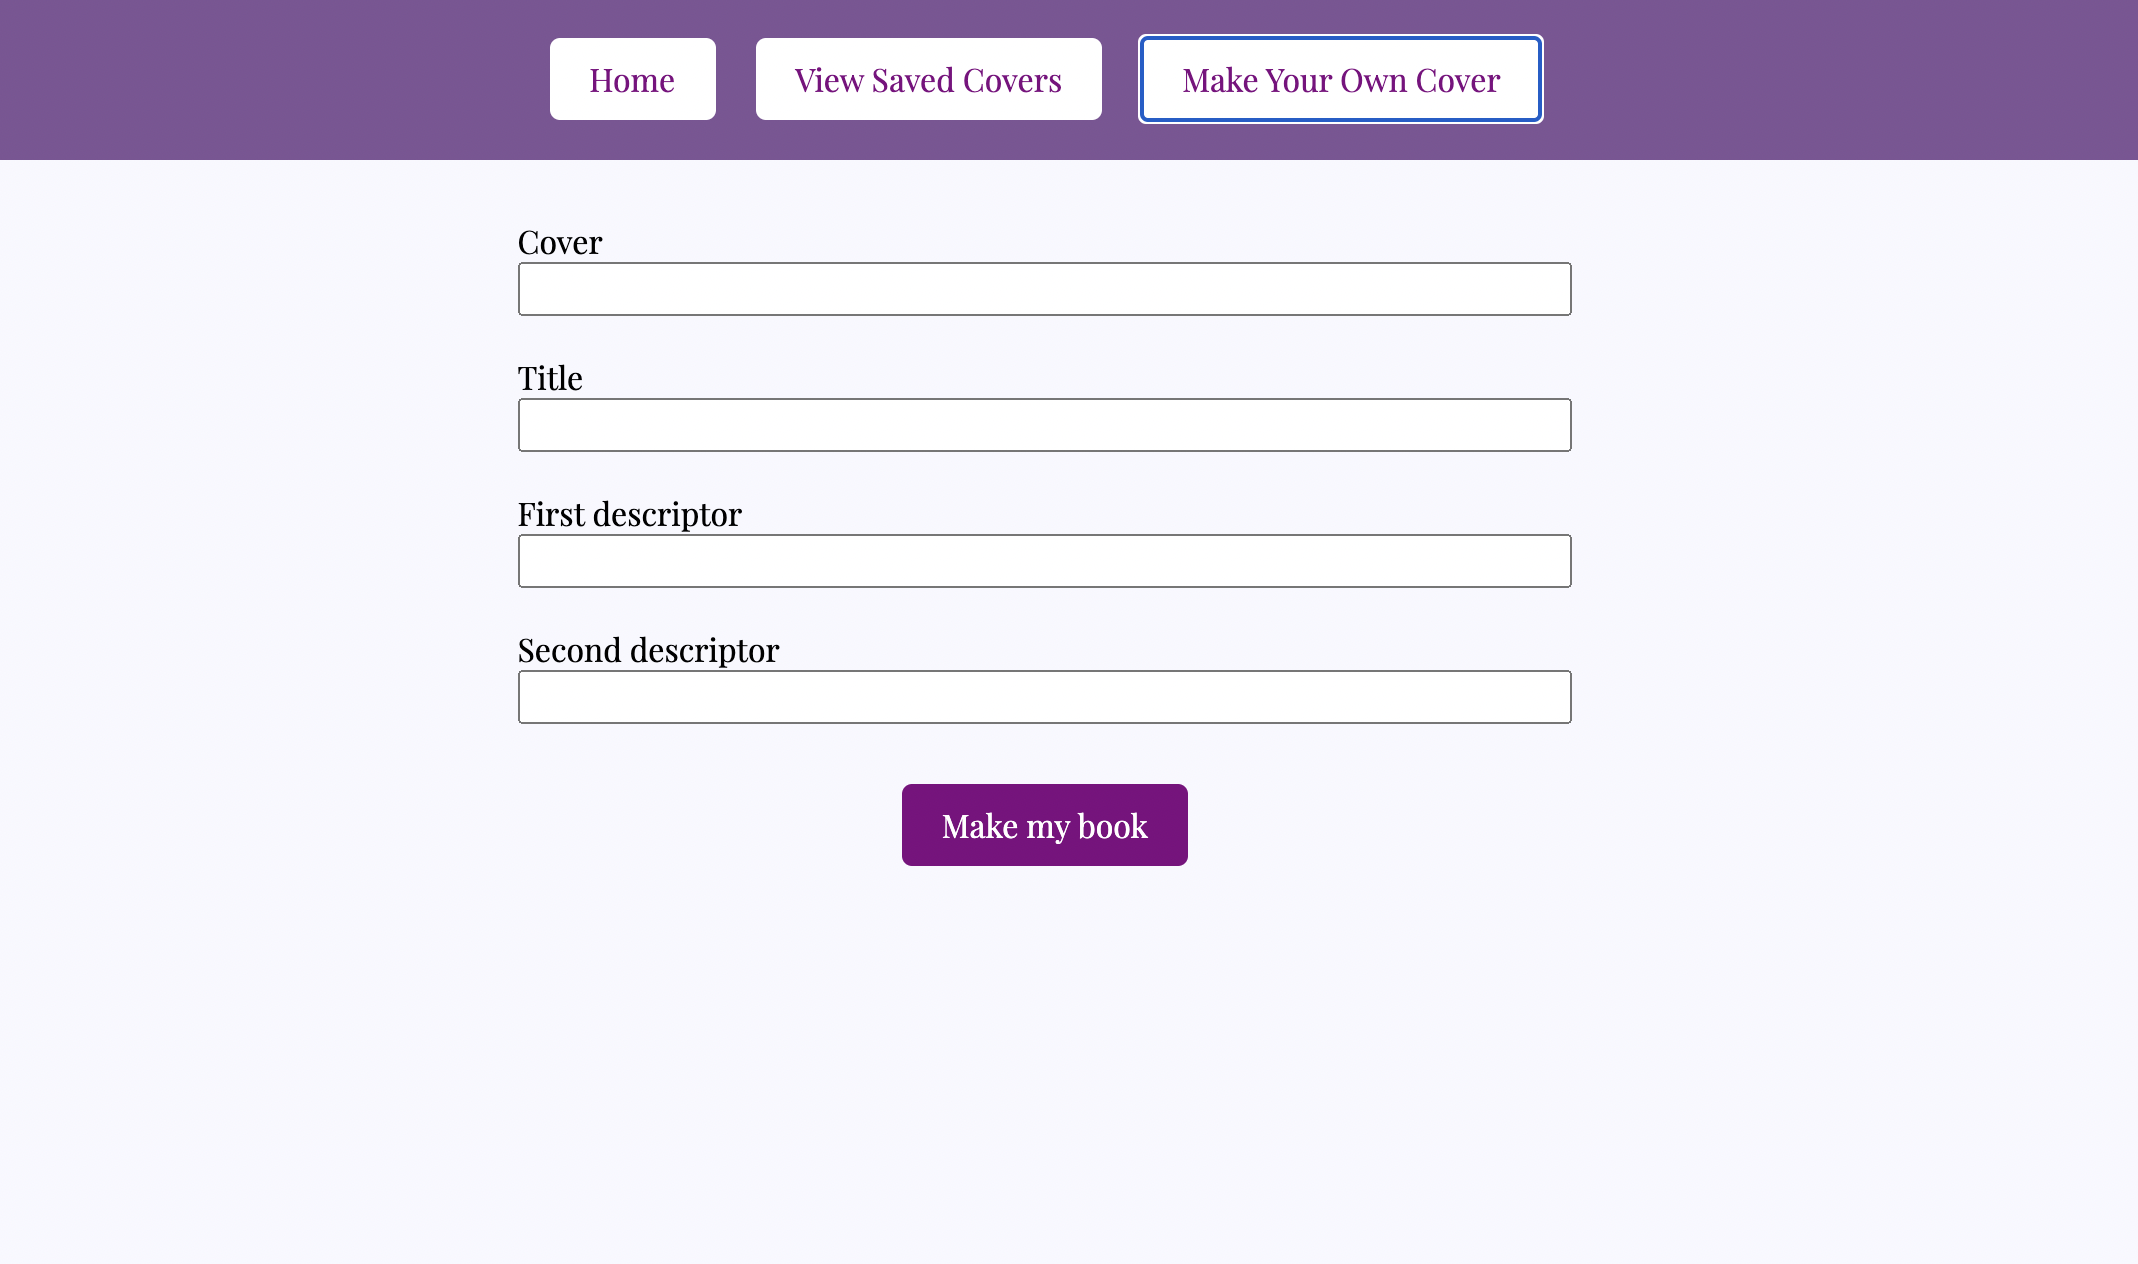 Home View Saved Covers Make Your Own Cover
Cover
Title
First descriptor
Second descriptor
Make my book